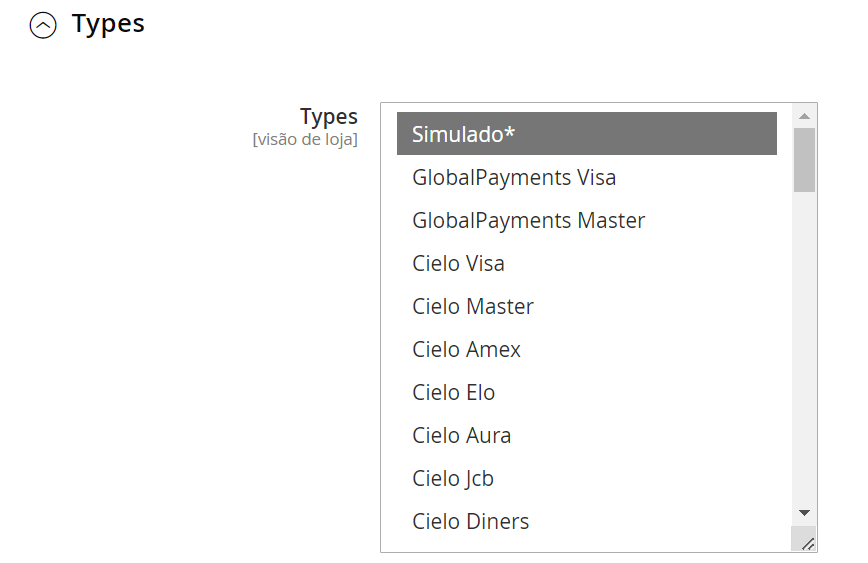 Types
Types
[visão de loja]
Simulado*
GlobalPayments Visa
GlobalPayments Master
Cielo Visa
Cielo Master
Cielo Amex
Cielo Elo
Cielo Aura
Cielo Jcb
Cielo Diners